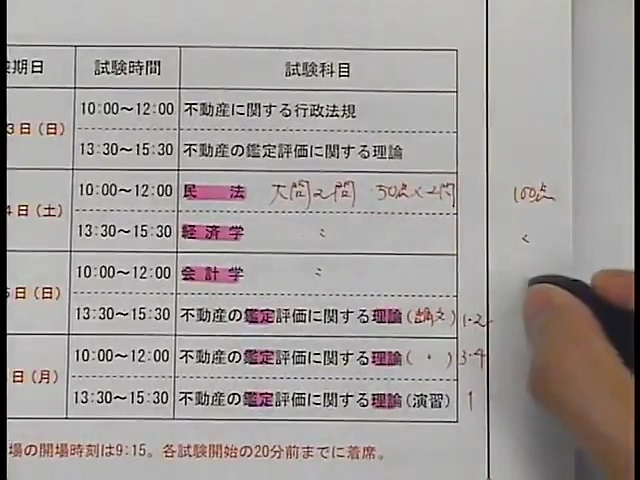 期日 試験時間 試験科目
3日（日） 10:00〜12:00 不動産に関する行政法規
13:30〜15:30 不動産の鑑定評価に関する理論
4日（土） 10:00〜12:00 民　法 大問2問 50点×2問 100点
13:30〜15:30 経済学 〃 〃
5日（日） 10:00〜12:00 会計学 〃
13:30〜15:30 不動産の鑑定評価に関する理論（論文） 1・2
日（月） 10:00〜12:00 不動産の鑑定評価に関する理論（ 〃 ） 3・4
13:30〜15:30 不動産の鑑定評価に関する理論（演習） 1
場の開場時刻は9:15。各試験開始の20分前までに着席。